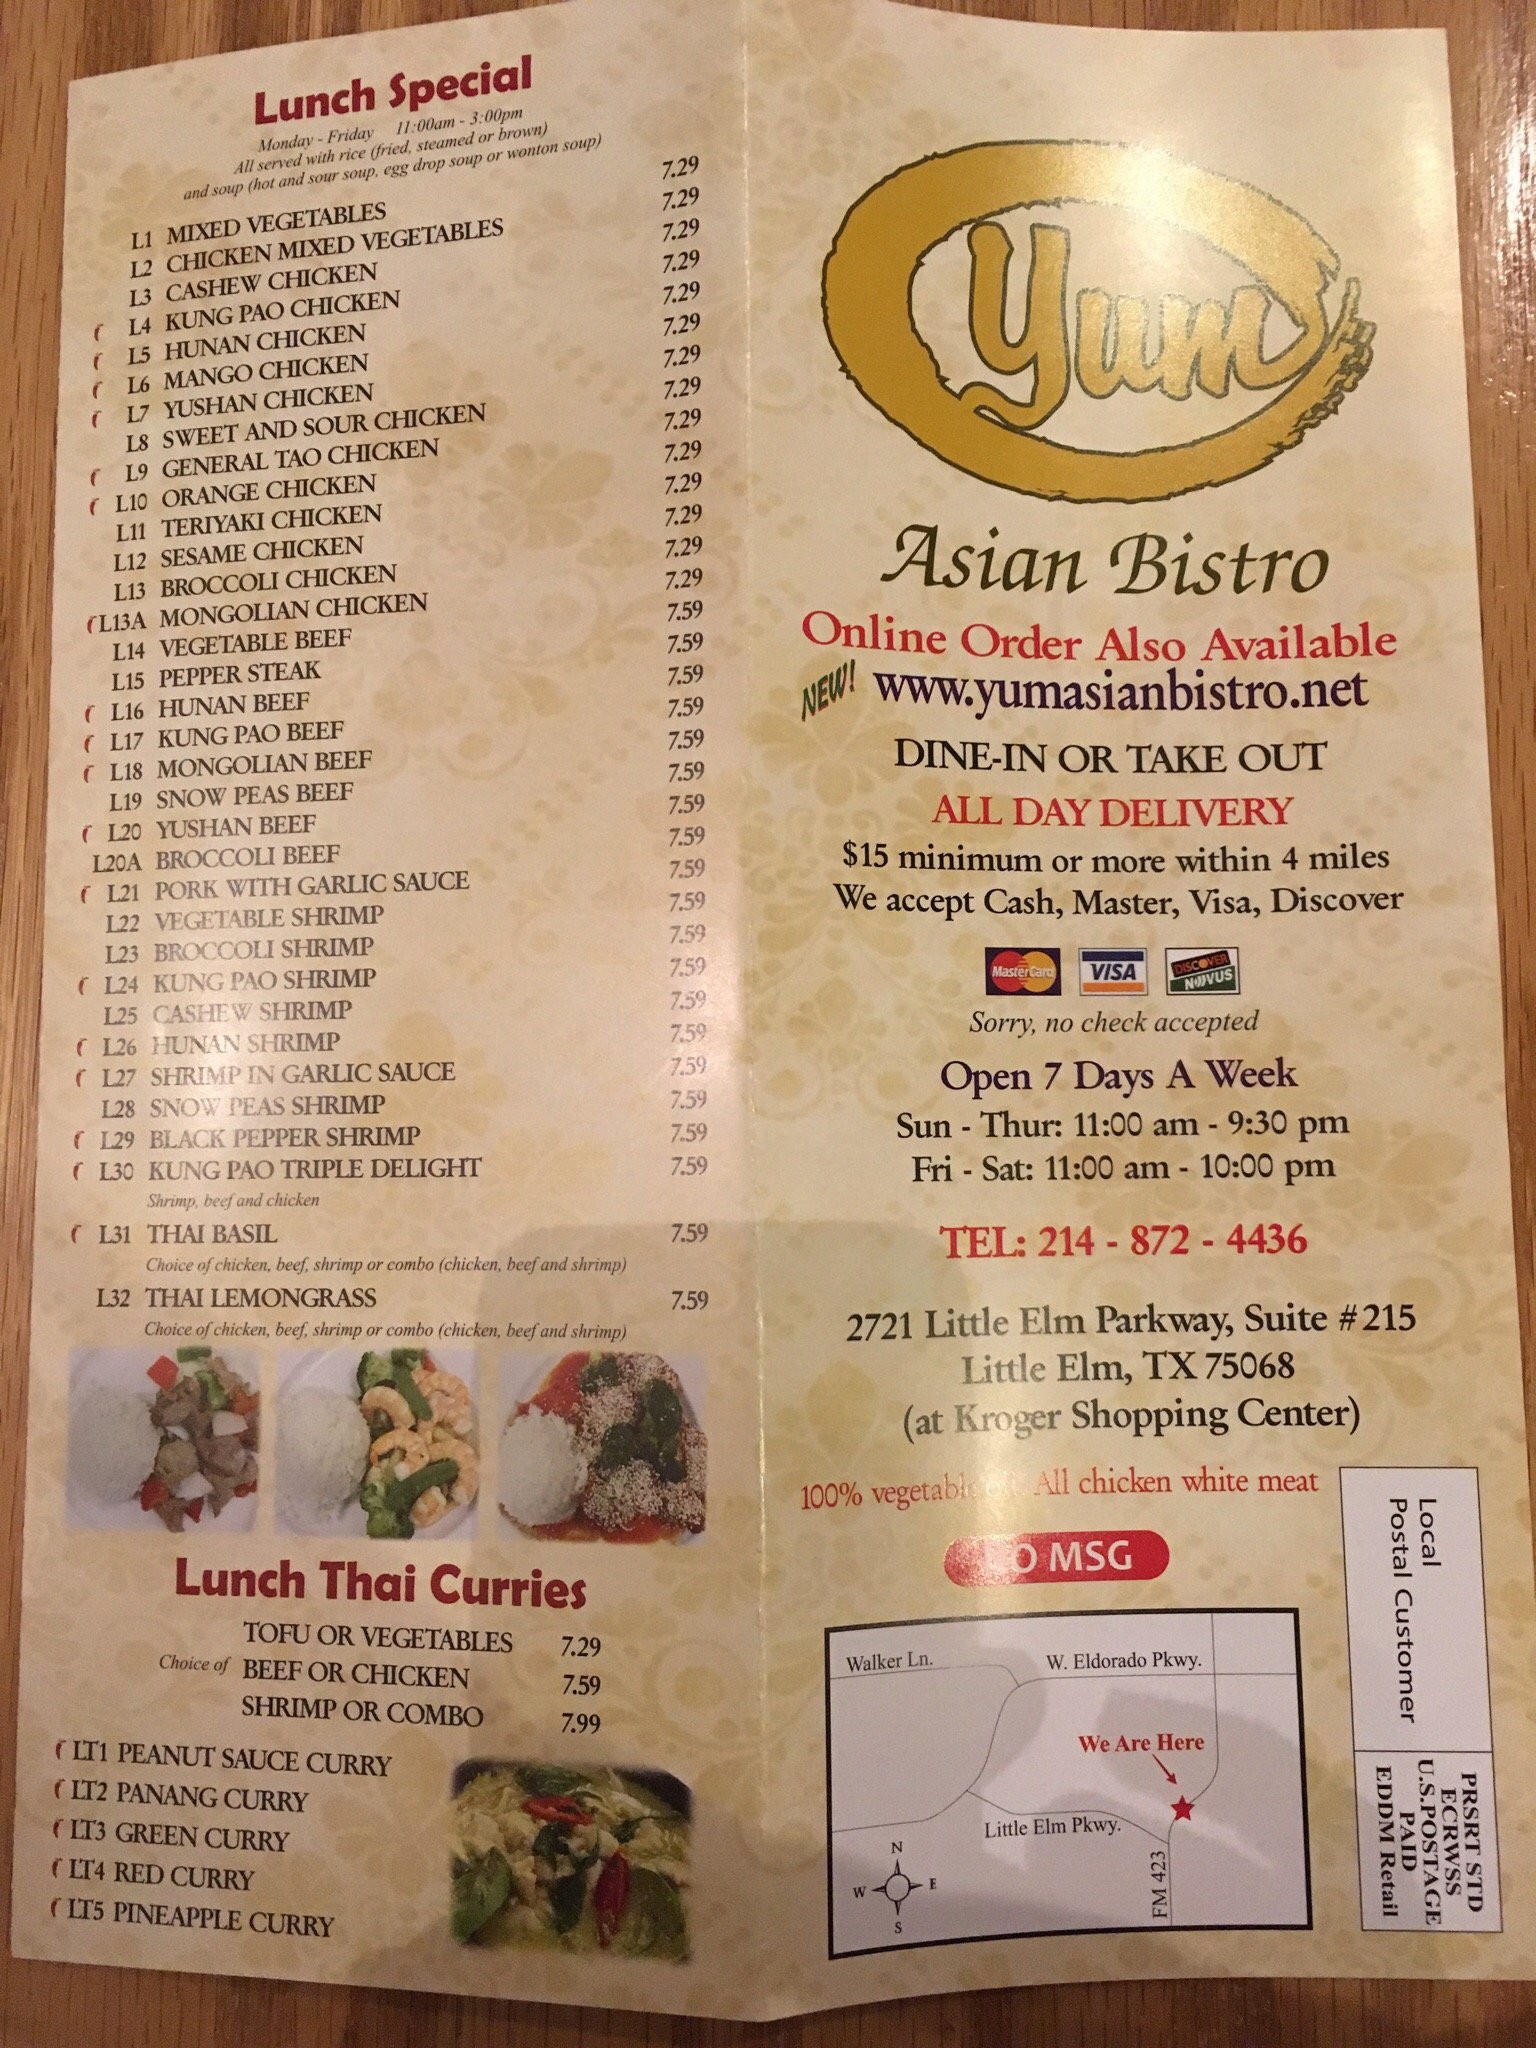 Lunch Special
Monday - Friday 11:00am - 3:00pm
All served with rice (fried, steamed or brown)
and soup (hot and sour soup, egg drop soup or wonton soup)
L1 MIXED VEGETABLES 7.29
L2 CHICKEN MIXED VEGETABLES 7.29
L3 CASHEW CHICKEN 7.29
L4 KUNG PAO CHICKEN 7.29
L5 HUNAN CHICKEN 7.29
L6 MANGO CHICKEN 7.29
L7 YUSHAN CHICKEN 7.29
L8 SWEET AND SOUR CHICKEN 7.29
L9 GENERAL TAO CHICKEN 7.29
L10 ORANGE CHICKEN 7.29
L11 TERIYAKI CHICKEN 7.29
L12 SESAME CHICKEN 7.29
L13 BROCCOLI CHICKEN 7.29
L13A MONGOLIAN CHICKEN 7.29
L14 VEGETABLE BEEF 7.59
L15 PEPPER STEAK 7.59
L16 HUNAN BEEF 7.59
L17 KUNG PAO BEEF 7.59
L18 MONGOLIAN BEEF 7.59
L19 SNOW PEAS BEEF 7.59
L20 YUSHAN BEEF 7.59
L20A BROCCOLI BEEF 7.59
L21 PORK WITH GARLIC SAUCE 7.59
L22 VEGETABLE SHRIMP 7.59
L23 BROCCOLI SHRIMP 7.59
L24 KUNG PAO SHRIMP 7.59
L25 CASHEW SHRIMP 7.59
L26 HUNAN SHRIMP 7.59
L27 SHRIMP IN GARLIC SAUCE 7.59
L28 SNOW PEAS SHRIMP 7.59
L29 BLACK PEPPER SHRIMP 7.59
L30 KUNG PAO TRIPLE DELIGHT 7.59
Shrimp, beef and chicken
L31 THAI BASIL 7.59
Choice of chicken, beef, shrimp or combo (chicken, beef and shrimp)
L32 THAI LEMONGRASS 7.59
Choice of chicken, beef, shrimp or combo (chicken, beef and shrimp)
Lunch Thai Curries
TOFU OR VEGETABLES 7.29
Choice of BEEF OR CHICKEN 7.59
SHRIMP OR COMBO 7.99
LT1 PEANUT SAUCE CURRY
LT2 PANANG CURRY
LT3 GREEN CURRY
LT4 RED CURRY
LT5 PINEAPPLE CURRY
Yum
Asian Bistro
Online Order Also Available
NEW! www.yumasianbistro.net
DINE-IN OR TAKE OUT
ALL DAY DELIVERY
$15 minimum or more within 4 miles
We accept Cash, Master, Visa, Discover
MasterCard VISA DISCOVER NOVUS
Sorry, no check accepted
Open 7 Days A Week
Sun - Thur: 11:00 am - 9:30 pm
Fri - Sat: 11:00 am - 10:00 pm
TEL: 214 - 872 - 4436
2721 Little Elm Parkway, Suite #215
Little Elm, TX 75068
(at Kroger Shopping Center)
100% vegetable All chicken white meat
NO MSG
Walker Ln.
W. Eldorado Pkwy.
We Are Here
Little Elm Pkwy.
FM 423
N
W E
S
Local
Postal Customer
PRSRT STD
ECRWSS
U.S.POSTAGE
PAID
EDDM Retail